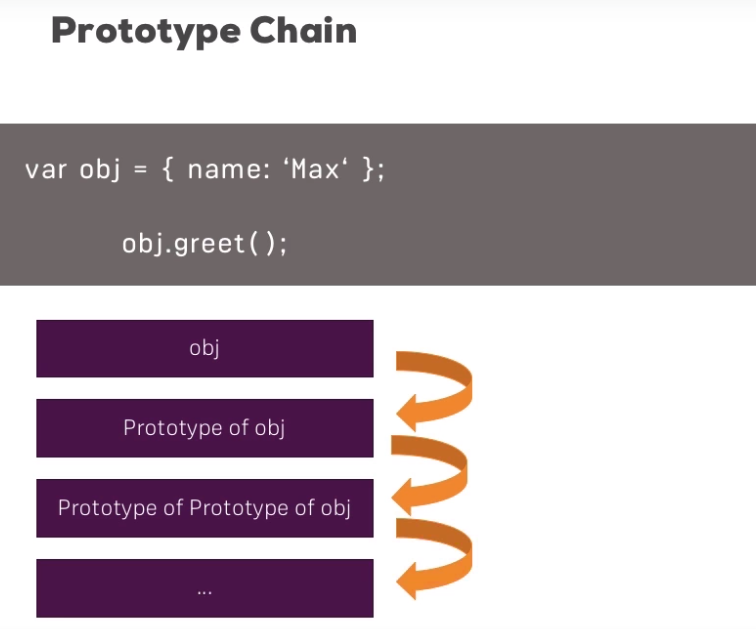 Prototype Chain
var obj = { name: ‘Max‘ };
obj.greet();
obj
Prototype of obj
Prototype of Prototype of obj
...